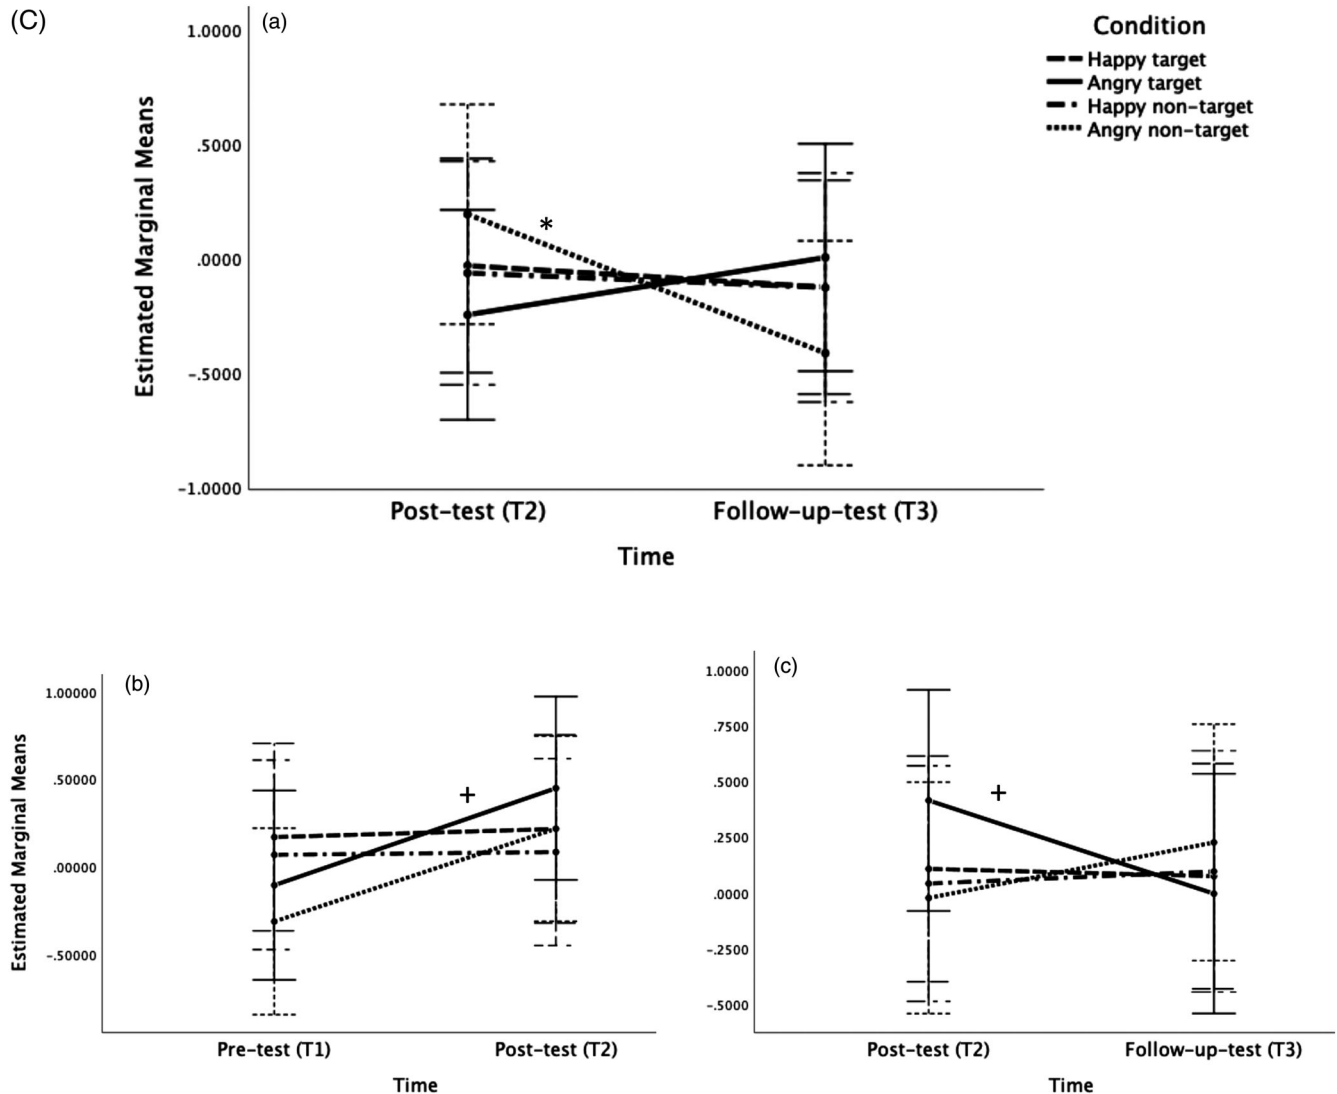 (C)
(a)
Condition
Happy target
Angry target
Happy non-target
Angry non-target
Estimated Marginal Means
1.0000
.5000
.0000
-.5000
-1.0000
*
Post-test (T2)
Follow-up-test (T3)
Time
(b)
Estimated Marginal Means
1.00000
.50000
.00000
-.50000
+
Pre-test (T1)
Post-test (T2)
Time
(c)
1.0000
.7500
.5000
.2500
.0000
-.2500
-.5000
+
Post-test (T2)
Follow-up-test (T3)
Time